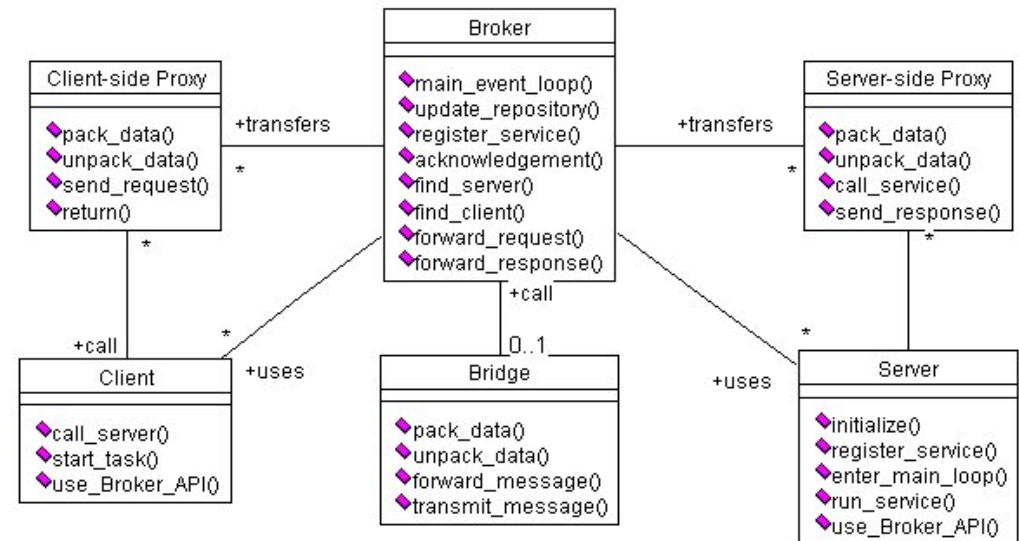 Broker
main_event_loop()
update_repository()
register_service()
acknowledgement()
find_server()
find_client()
forward_request()
forward_response()
Client-side Proxy
pack_data()
unpack_data()
send_request()
return()
+transfers
*
+transfers
*
Server-side Proxy
pack_data()
unpack_data()
call_service()
send_response()
*
+call
*
+uses
+call
0..1
*
+uses
*
Client
call_server()
start_task()
use_Broker_API()
Bridge
pack_data()
unpack_data()
forward_message()
transmit_message()
Server
initialize()
register_service()
enter_main_loop()
run_service()
use_Broker_API()